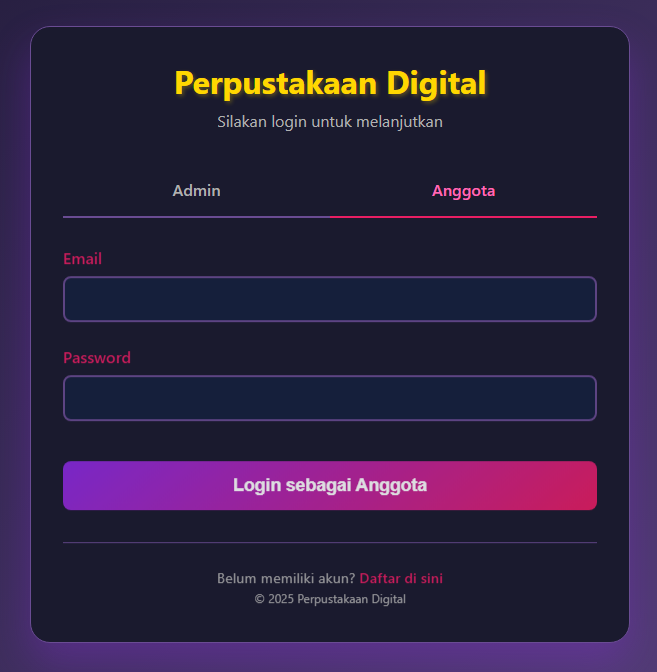 Perpustakaan Digital
Silakan login untuk melanjutkan
Admin Anggota
Email
Password
Login sebagai Anggota
Belum memiliki akun? Daftar di sini
© 2025 Perpustakaan Digital